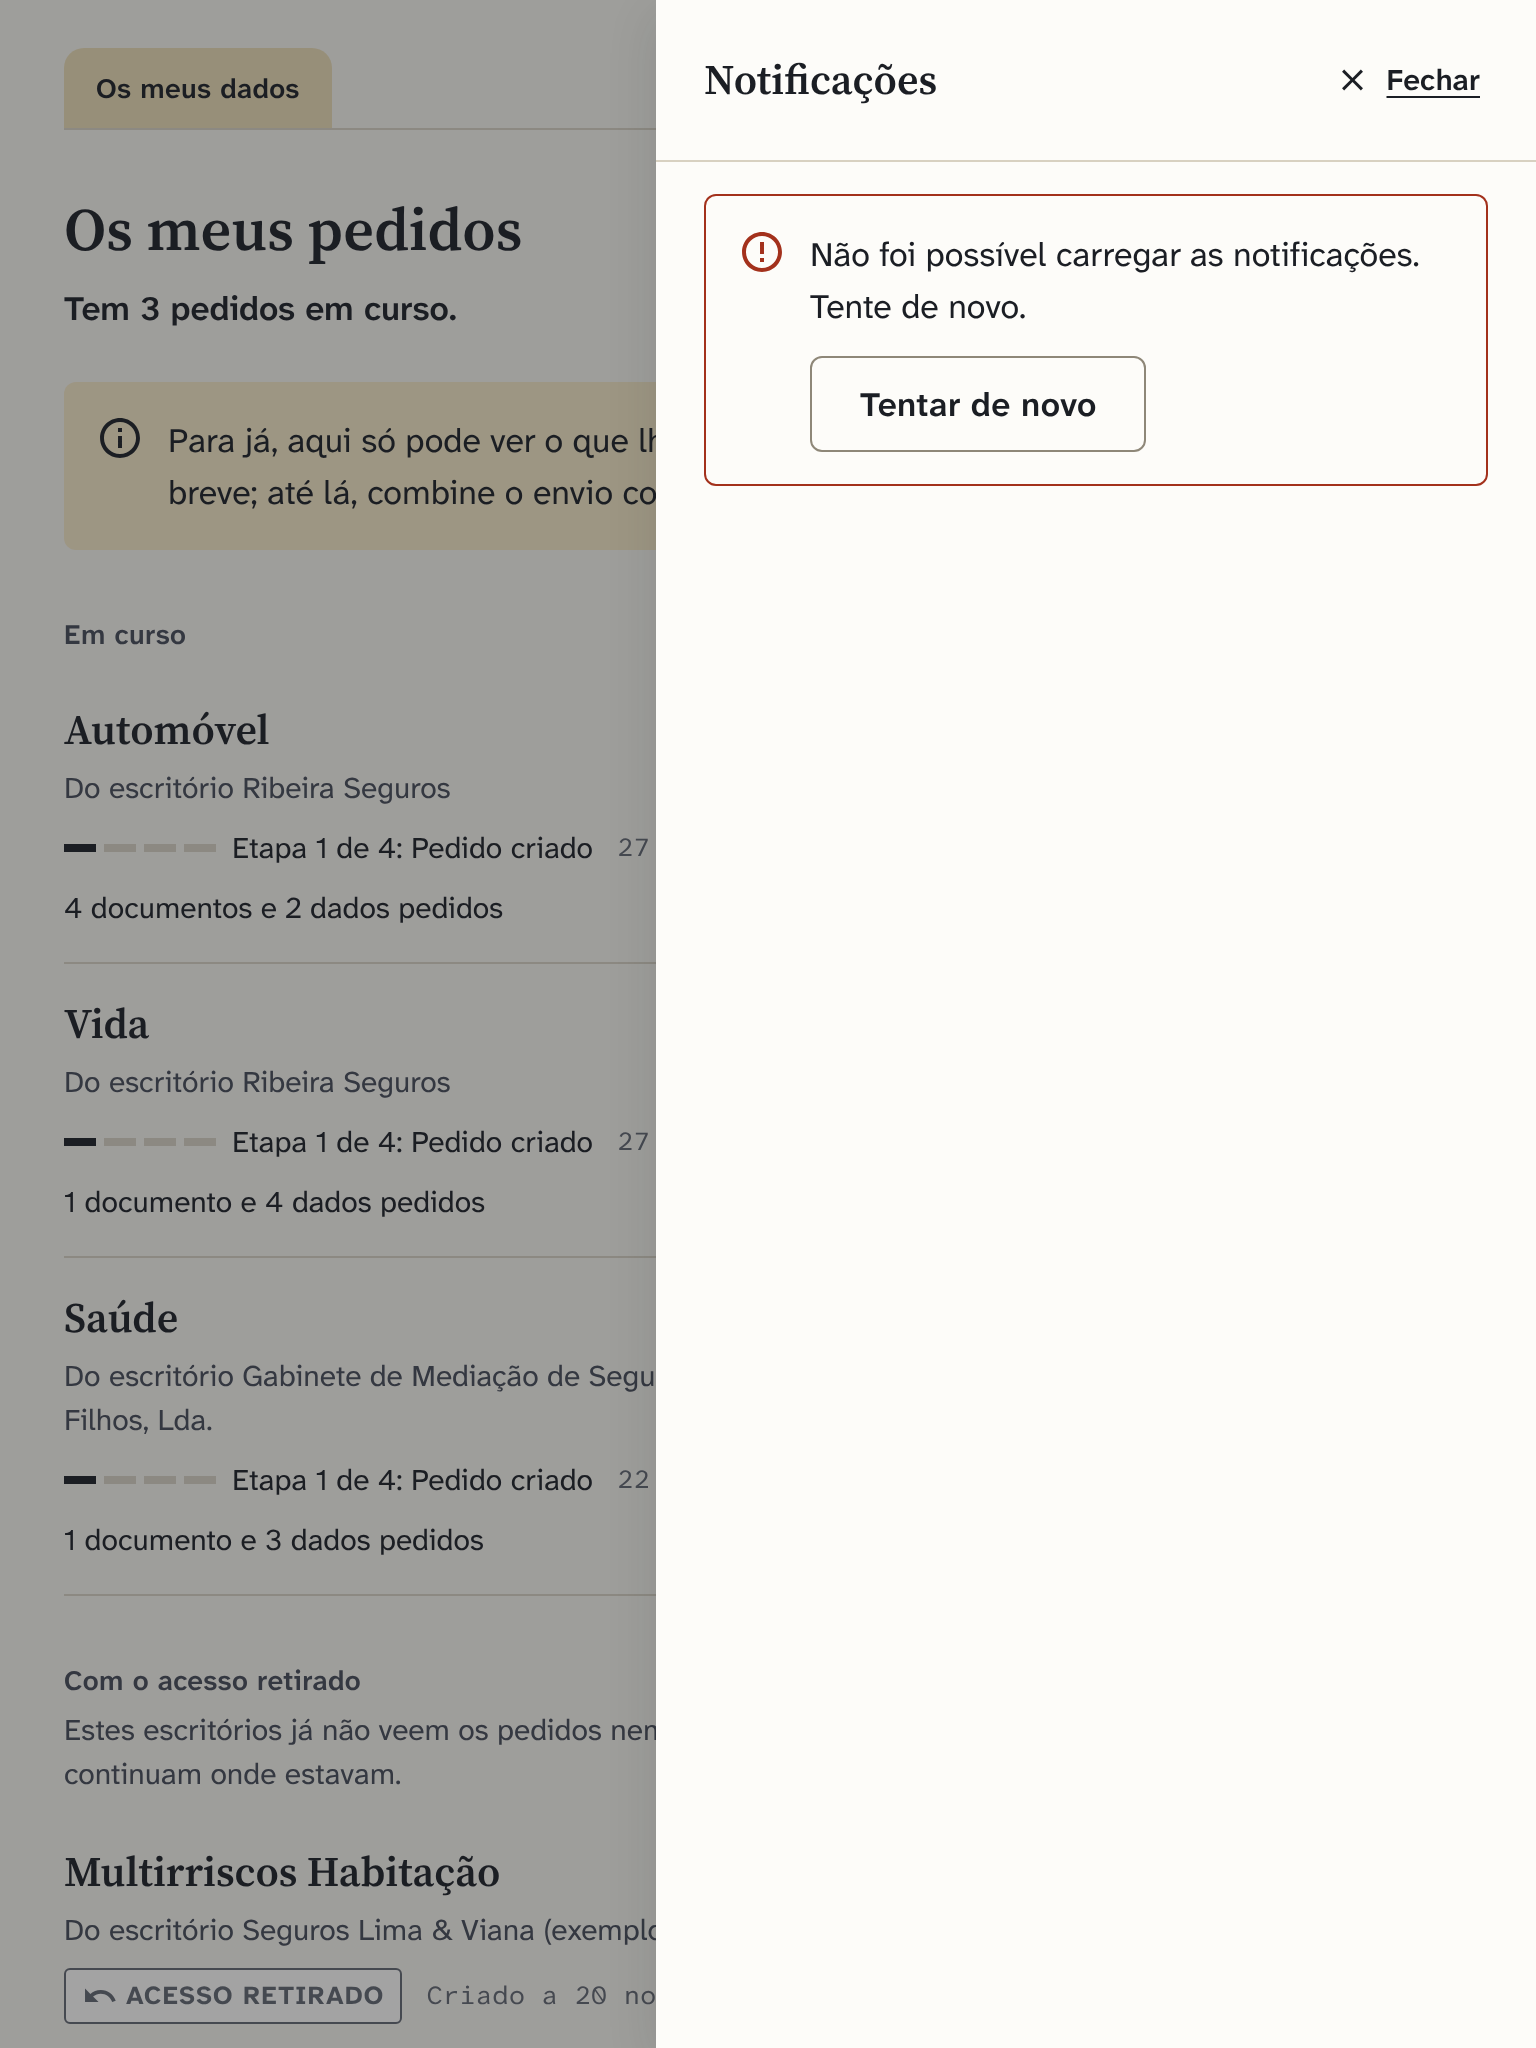 Os meus dados
Os meus pedidos
Tem 3 pedidos em curso.
Para já, aqui só pode ver o que
breve; até lá, combine o envio
Em curso
Automóvel
Do escritório Ribeira Seguros
Etapa 1 de 4: Pedido criado 27
4 documentos e 2 dados pedidos
Vida
Do escritório Ribeira Seguros
Etapa 1 de 4: Pedido criado 27
1 documento e 4 dados pedidos
Saúde
Do escritório Gabinete de Mediação de
Filhos, Lda.
Etapa 1 de 4: Pedido criado 22
1 documento e 3 dados pedidos
Com o acesso retirado
Estes escritórios já não veem os pedidos
continuam onde estavam.
Multirriscos Habitação
Do escritório Seguros Lima & Viana
ACESSO RETIRADO Criado a 20
Notificações
Fechar
Não foi possível carregar as notificações.
Tente de novo.
Tentar de novo